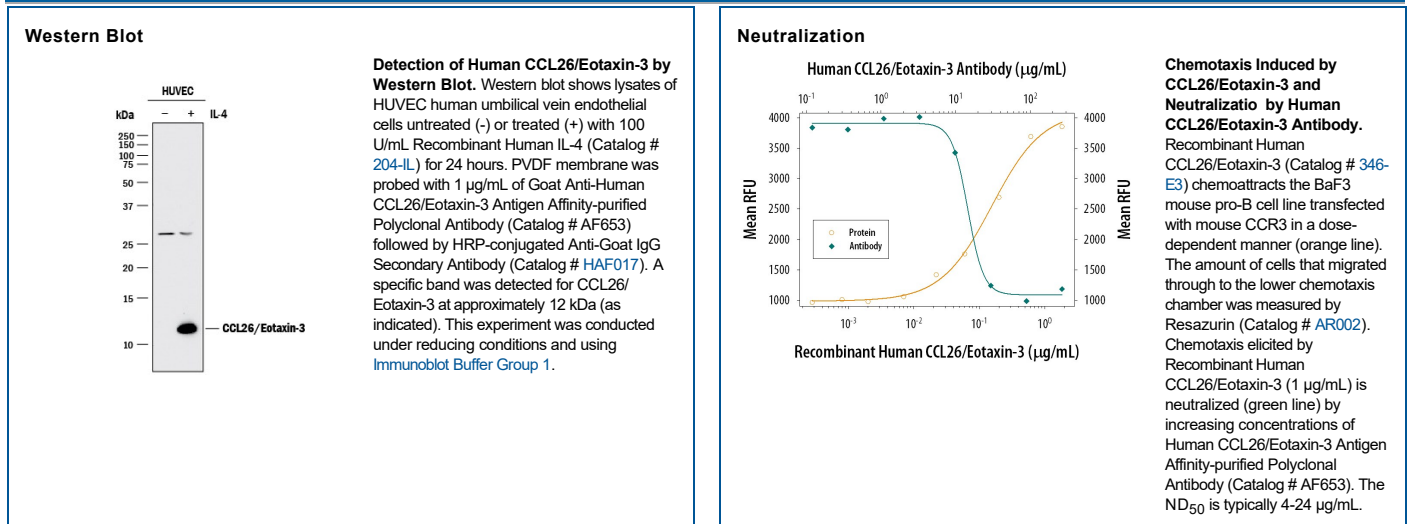 Western Blot
HUVEC
kDa – + IL-4
250
150
100
75
50
37
25
20
15
10
CCL26/Eotaxin-3
Detection of Human CCL26/Eotaxin-3 by
Western Blot. Western blot shows lysates of
HUVEC human umbilical vein endothelial
cells untreated (-) or treated (+) with 100
U/mL Recombinant Human IL-4 (Catalog #
204-IL) for 24 hours. PVDF membrane was
probed with 1 µg/mL of Goat Anti-Human
CCL26/Eotaxin-3 Antigen Affinity-purified
Polyclonal Antibody (Catalog # AF653)
followed by HRP-conjugated Anti-Goat IgG
Secondary Antibody (Catalog # HAF017). A
specific band was detected for CCL26/
Eotaxin-3 at approximately 12 kDa (as
indicated). This experiment was conducted
under reducing conditions and using
Immunoblot Buffer Group 1.
Neutralization
Human CCL26/Eotaxin-3 Antibody (µg/mL)
10⁻¹ 10⁰ 10¹ 10²
4000 4000
3500 3500
3000 3000
2500 2500
2000 2000
1500 1500
1000 1000
Mean RFU
Mean RFU
Protein
Antibody
10⁻³ 10⁻² 10⁻¹ 10⁰
Recombinant Human CCL26/Eotaxin-3 (µg/mL)
Chemotaxis Induced by
CCL26/Eotaxin-3 and
Neutralizatio by Human
CCL26/Eotaxin-3 Antibody.
Recombinant Human
CCL26/Eotaxin-3 (Catalog # 346-
E3) chemoattracts the BaF3
mouse pro-B cell line transfected
with mouse CCR3 in a dose-
dependent manner (orange line).
The amount of cells that migrated
through to the lower chemotaxis
chamber was measured by
Resazurin (Catalog # AR002).
Chemotaxis elicited by
Recombinant Human
CCL26/Eotaxin-3 (1 µg/mL) is
neutralized (green line) by
increasing concentrations of
Human CCL26/Eotaxin-3 Antigen
Affinity-purified Polyclonal
Antibody (Catalog # AF653). The
ND50 is typically 4-24 µg/mL.